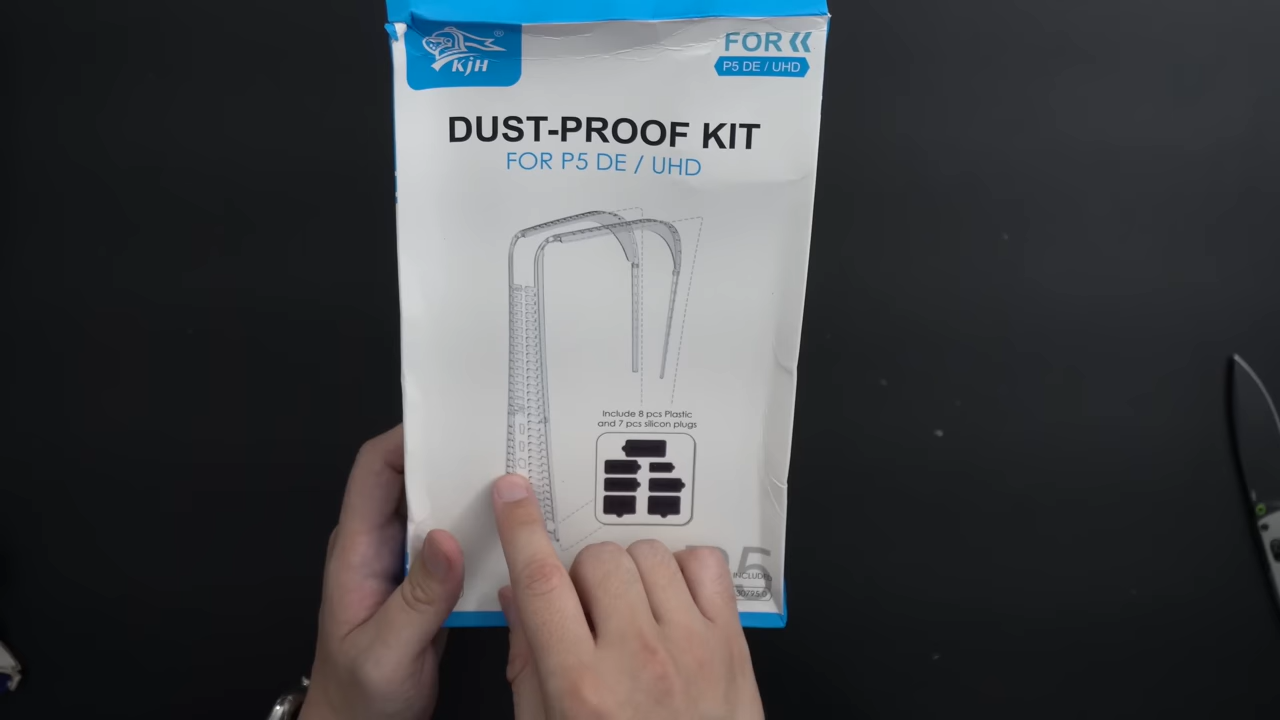 KJH
®
FOR
P5 DE / UHD
DUST-PROOF KIT
FOR P5 DE / UHD
Include 8 pcs Plastic
and 7 pcs silicon plugs
INCLUDE